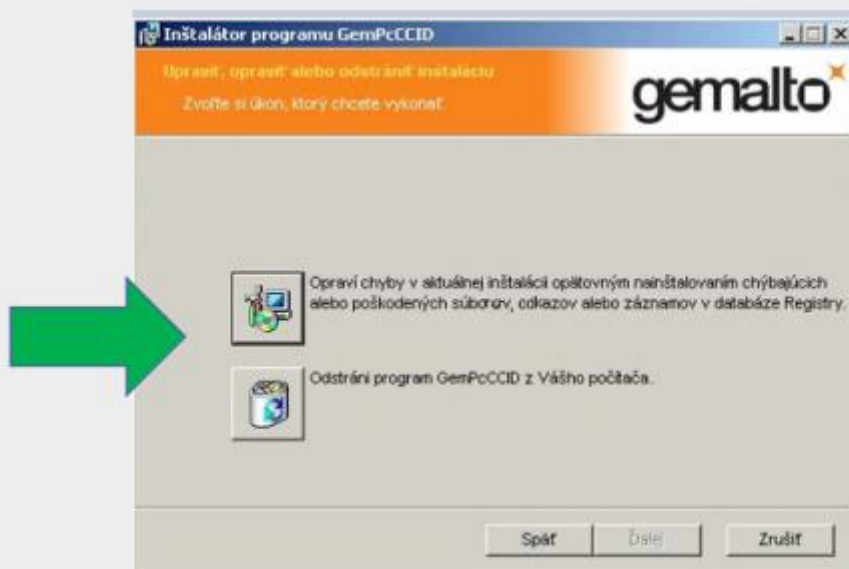 Inštalátor programu GemPcCCID
Upraviť, opraviť alebo odstrániť inštaláciu
Zvoľte si úkon, ktorý chcete vykonať.
gemalto
Opraví chyby v aktuálnej inštalácii opätovným nainštalovaním chýbajúcich
alebo poškodených súborov, odkazov alebo záznamov v databáze Registry.
Odstráni program GemPcCCID z Vášho počítača.
Späť
Ďalej
Zrušiť